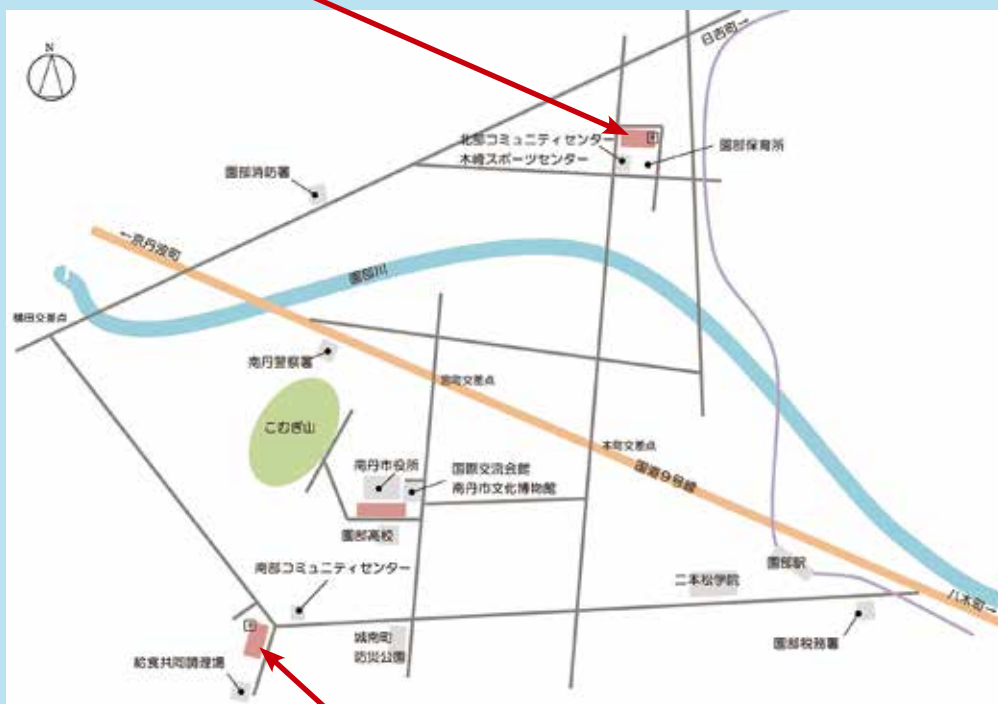 N
日吉町→
北部コミュニティセンター
木崎スポーツセンター
園部保育所
園部消防署
←京丹波町
園部川
横田交差点
南丹警察署
宮町交差点
こむぎ山
本町交差点
南丹市役所
国際交流会館
南丹市文化博物館
国道9号線
園部高校
園部駅
南部コミュニティセンター
二本松学院
八木町→
城南町
防災公園
園部税務署
給食共同調理場